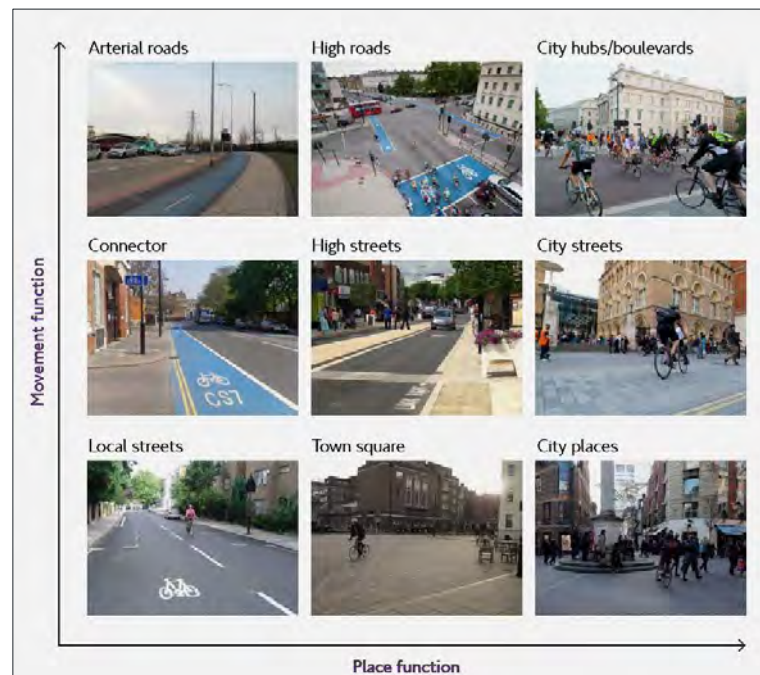 Arterial roads
High roads
City hubs/boulevards
Connector
High streets
City streets
CS7
Local streets
Town square
City places
Movement function
Place function